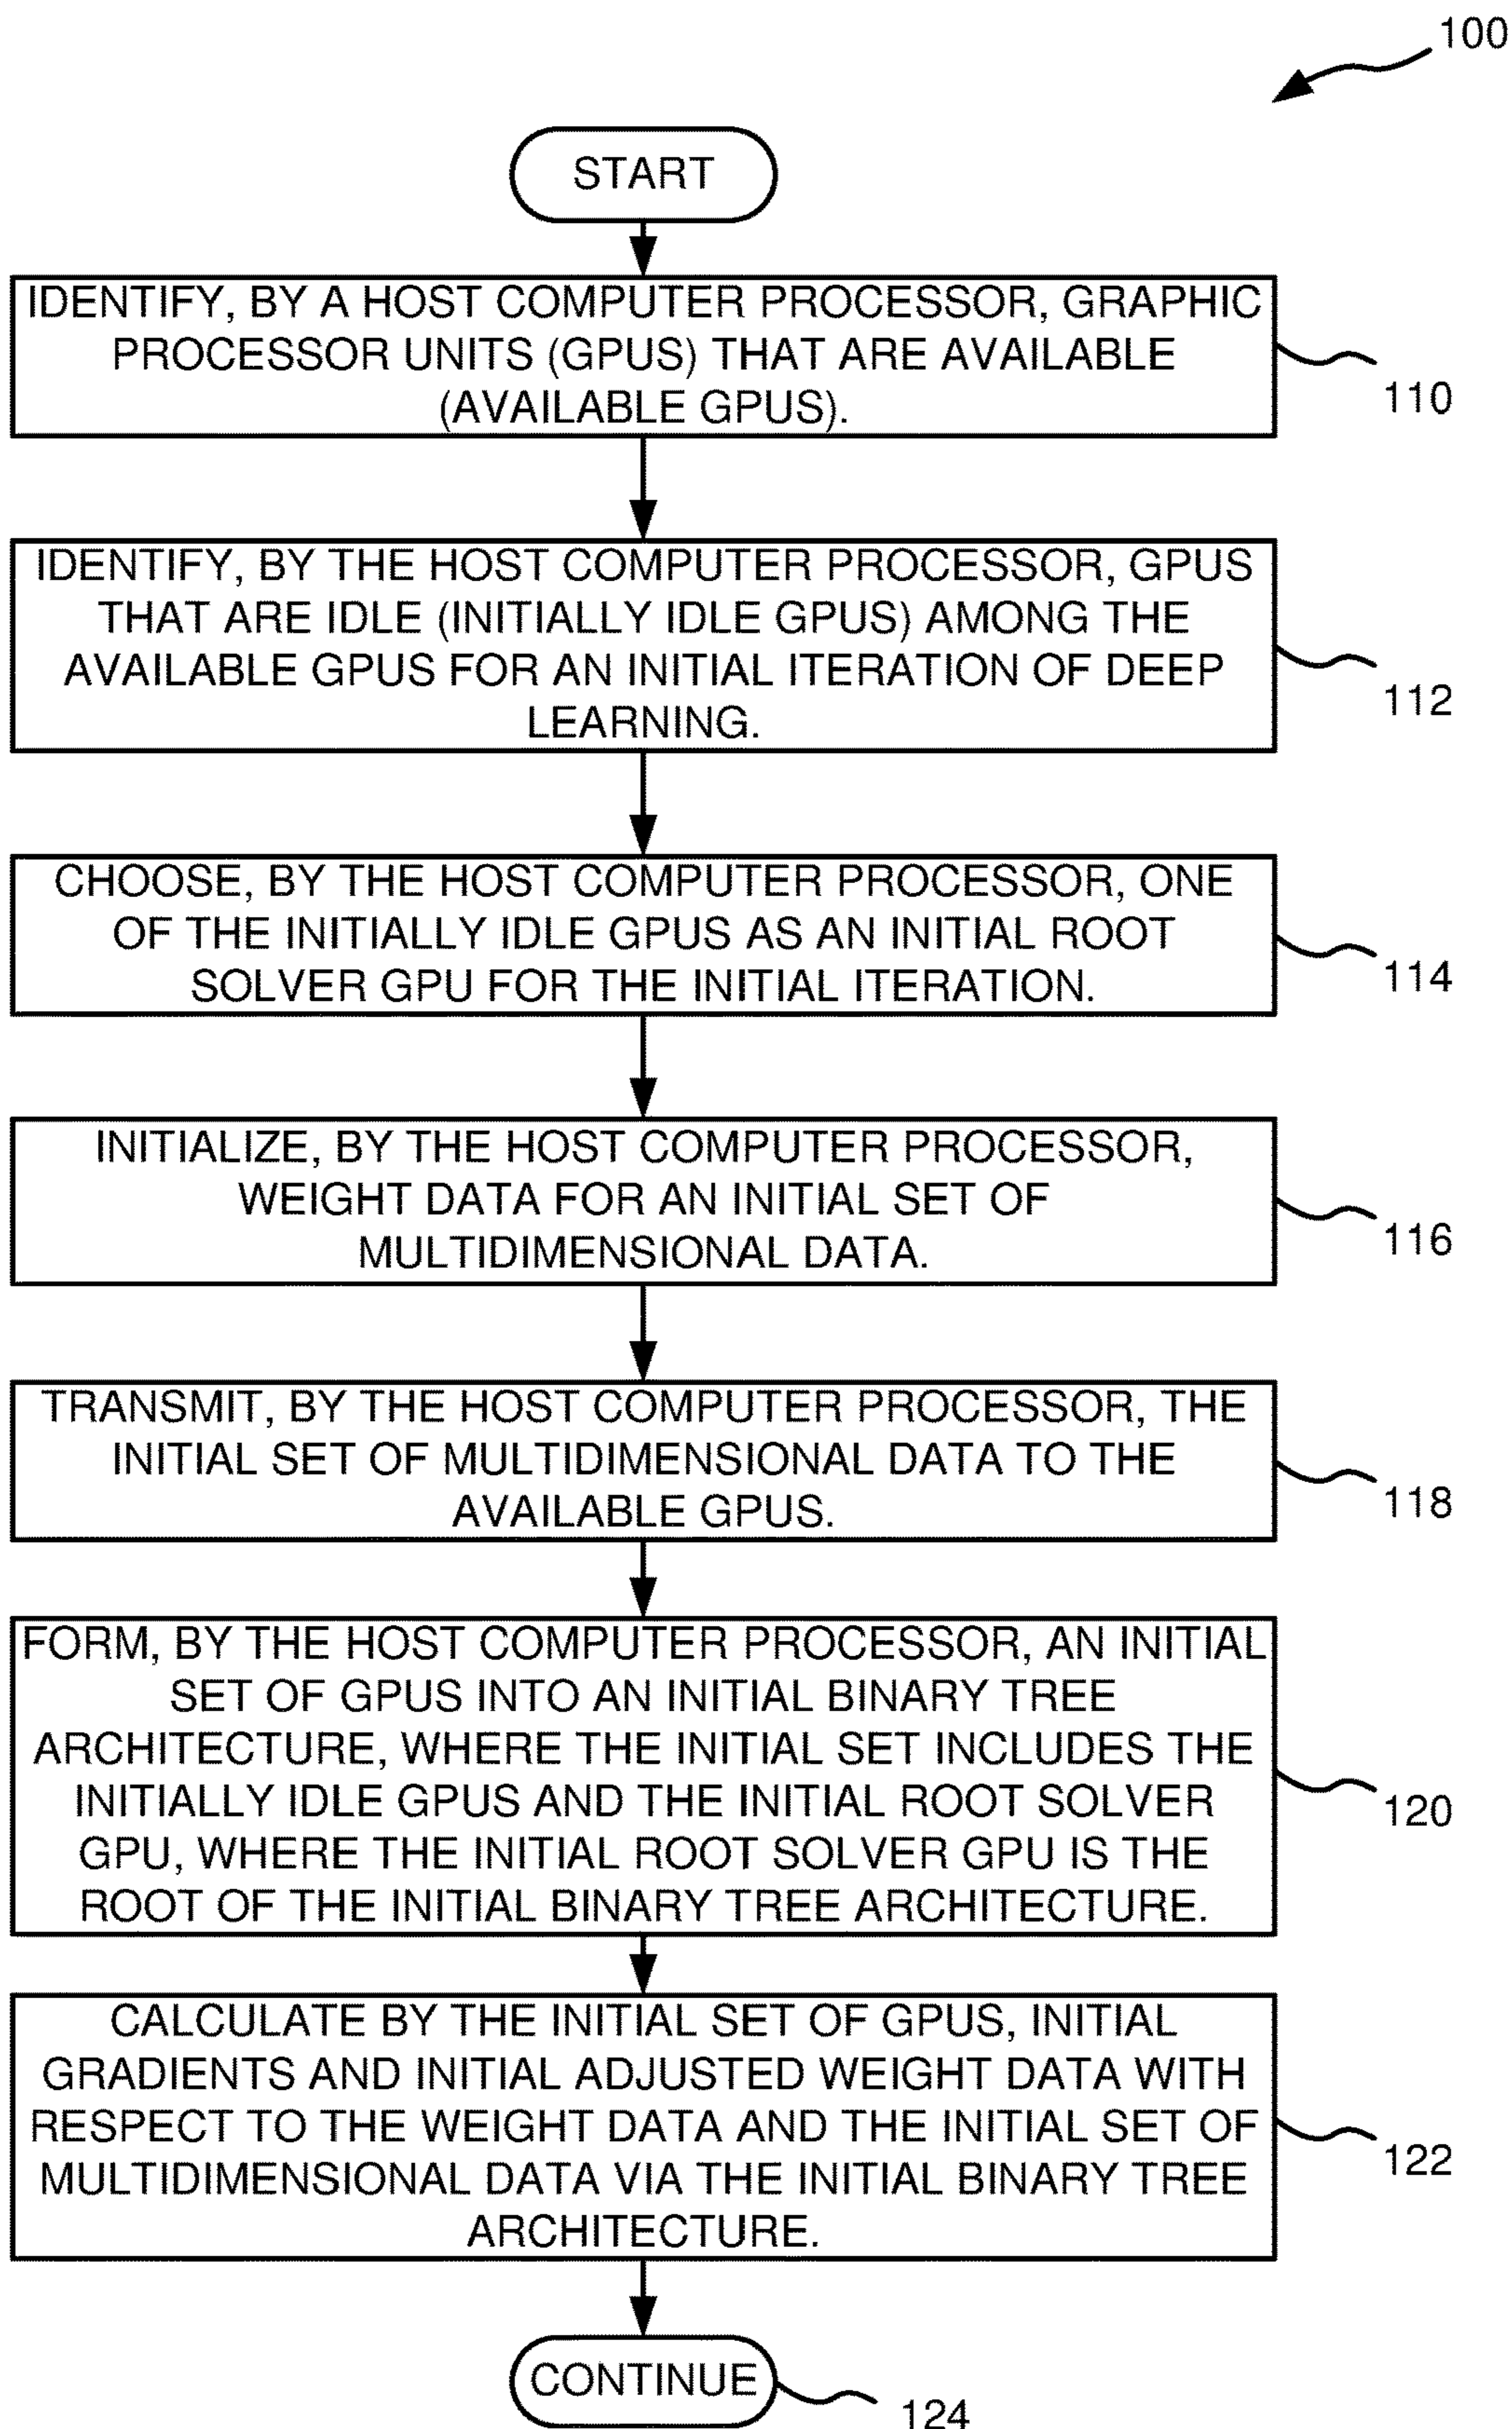 100
START
IDENTIFY, BY A HOST COMPUTER PROCESSOR, GRAPHIC
PROCESSOR UNITS (GPUS) THAT ARE AVAILABLE
(AVAILABLE GPUS).
110
IDENTIFY, BY THE HOST COMPUTER PROCESSOR, GPUS
THAT ARE IDLE (INITIALLY IDLE GPUS) AMONG THE
AVAILABLE GPUS FOR AN INITIAL ITERATION OF DEEP
LEARNING.
112
CHOOSE, BY THE HOST COMPUTER PROCESSOR, ONE
OF THE INITIALLY IDLE GPUS AS AN INITIAL ROOT
SOLVER GPU FOR THE INITIAL ITERATION.
114
INITIALIZE, BY THE HOST COMPUTER PROCESSOR,
WEIGHT DATA FOR AN INITIAL SET OF
MULTIDIMENSIONAL DATA.
116
TRANSMIT, BY THE HOST COMPUTER PROCESSOR, THE
INITIAL SET OF MULTIDIMENSIONAL DATA TO THE
AVAILABLE GPUS.
118
FORM, BY THE HOST COMPUTER PROCESSOR, AN INITIAL
SET OF GPUS INTO AN INITIAL BINARY TREE
ARCHITECTURE, WHERE THE INITIAL SET INCLUDES THE
INITIALLY IDLE GPUS AND THE INITIAL ROOT SOLVER
GPU, WHERE THE INITIAL ROOT SOLVER GPU IS THE
ROOT OF THE INITIAL BINARY TREE ARCHITECTURE.
120
CALCULATE BY THE INITIAL SET OF GPUS, INITIAL
GRADIENTS AND INITIAL ADJUSTED WEIGHT DATA WITH
RESPECT TO THE WEIGHT DATA AND THE INITIAL SET OF
MULTIDIMENSIONAL DATA VIA THE INITIAL BINARY TREE
ARCHITECTURE.
122
CONTINUE
124